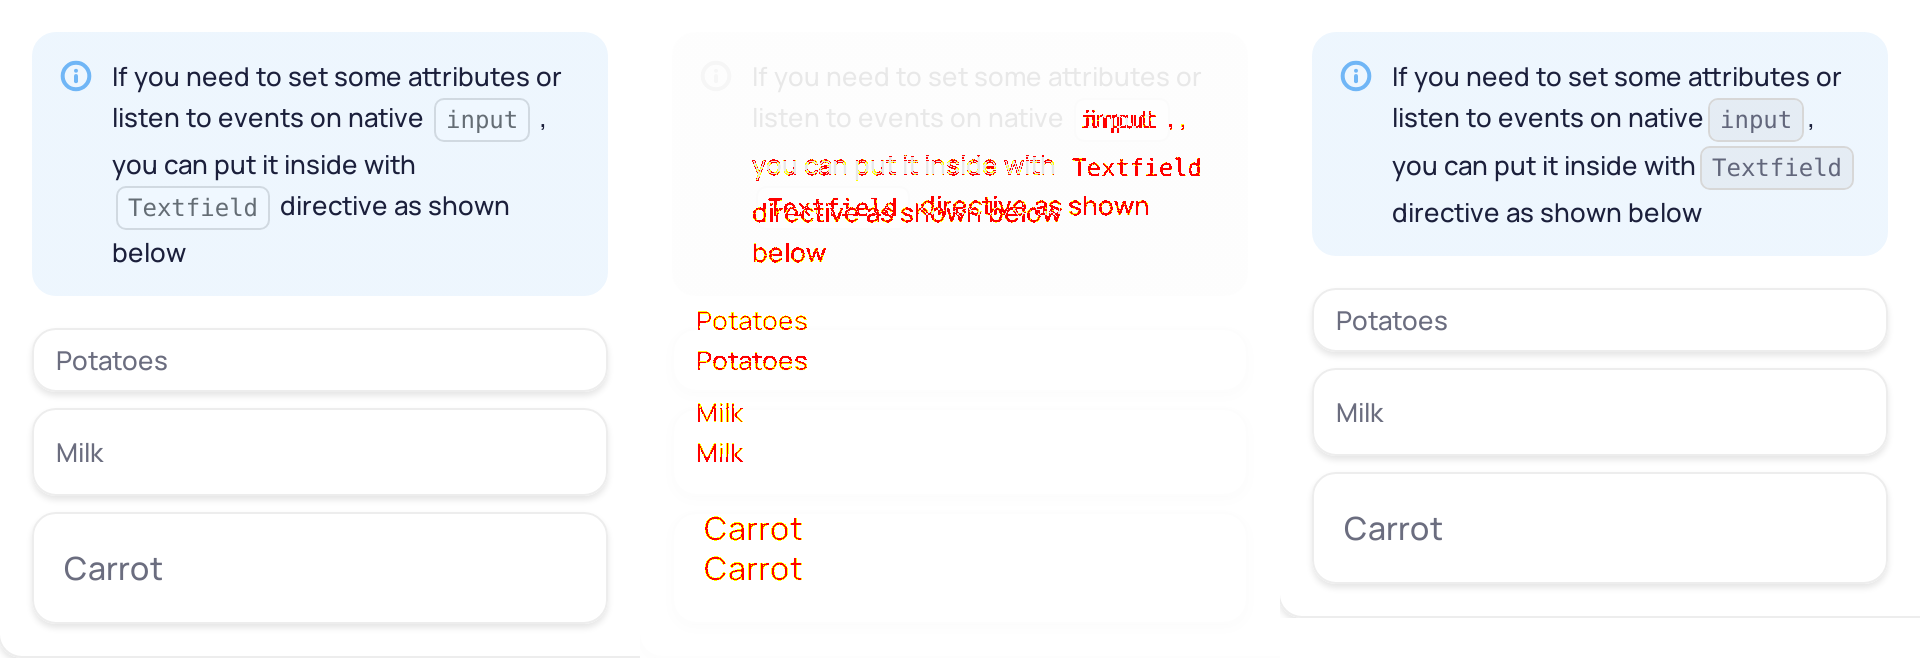 If you need to set some attributes or
listen to events on native input ,
you can put it inside with
Textfield directive as shown
below
Potatoes
Milk
Carrot
If you need to set some attributes or
listen to events on native input ,
you can put it inside with Textfield
Textfield directive as shown
directive as shown below
below
Potatoes
Potatoes
Milk
Milk
Carrot
Carrot
If you need to set some attributes or
listen to events on native input ,
you can put it inside with Textfield
directive as shown below
Potatoes
Milk
Carrot